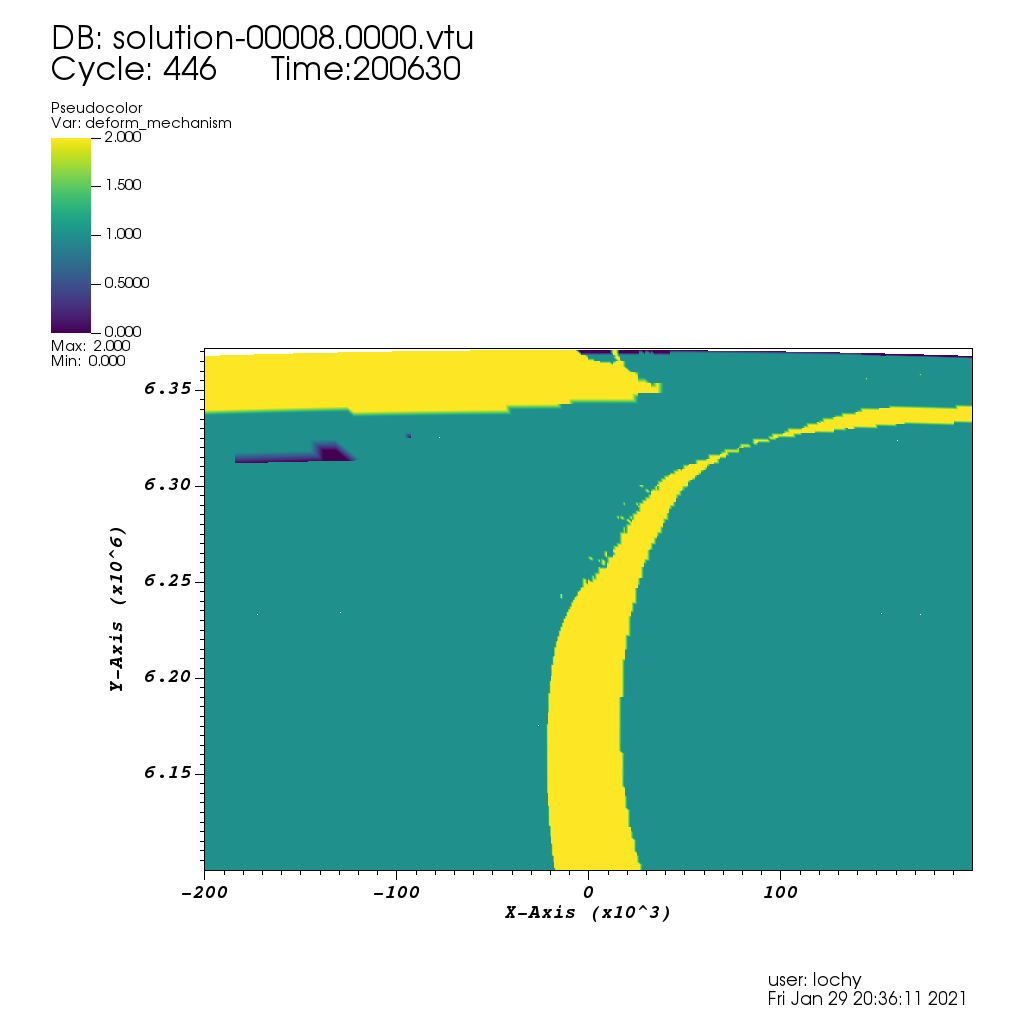 DB: solution-00008.0000.vtu
Cycle: 446 Time:200630
Pseudocolor
Var: deform_mechanism
2.000
1.500
1.000
0.5000
0.000
Max: 2.000
Min: 0.000
6.35
6.30
6.25
6.20
6.15
Y-Axis (x10^6)
-200
-100
0
100
X-Axis (x10^3)
user: lochy
Fri Jan 29 20:36:11 2021